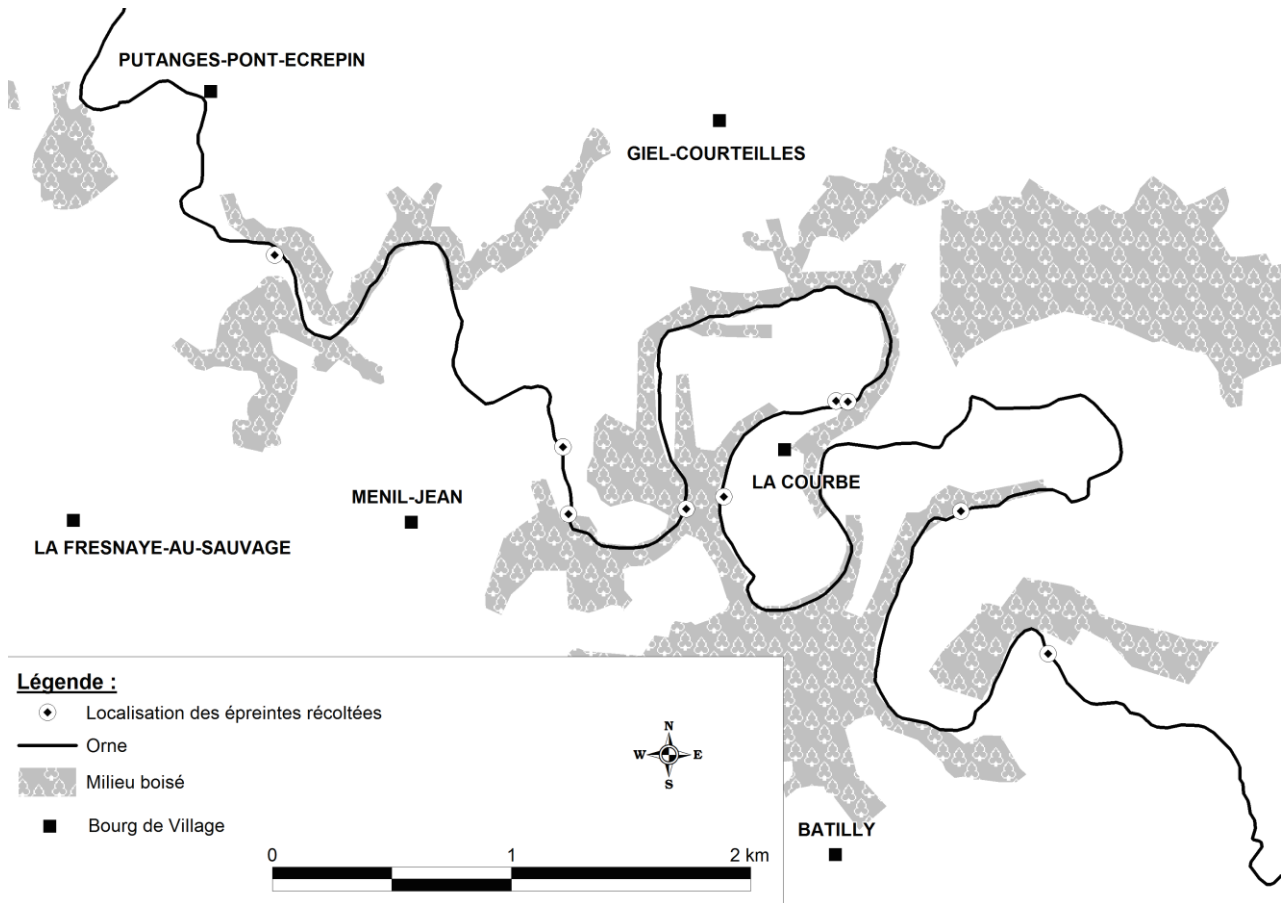 PUTANGES-PONT-ECREPIN
GIEL-COURTEILLES
LA COURBE
MENIL-JEAN
LA FRESNAYE-AU-SAUVAGE
BATILLY
Légende :
Localisation des épreintes récoltées
Orne
Milieu boisé
Bourg de Village
N
W E
S
0 1 2 km